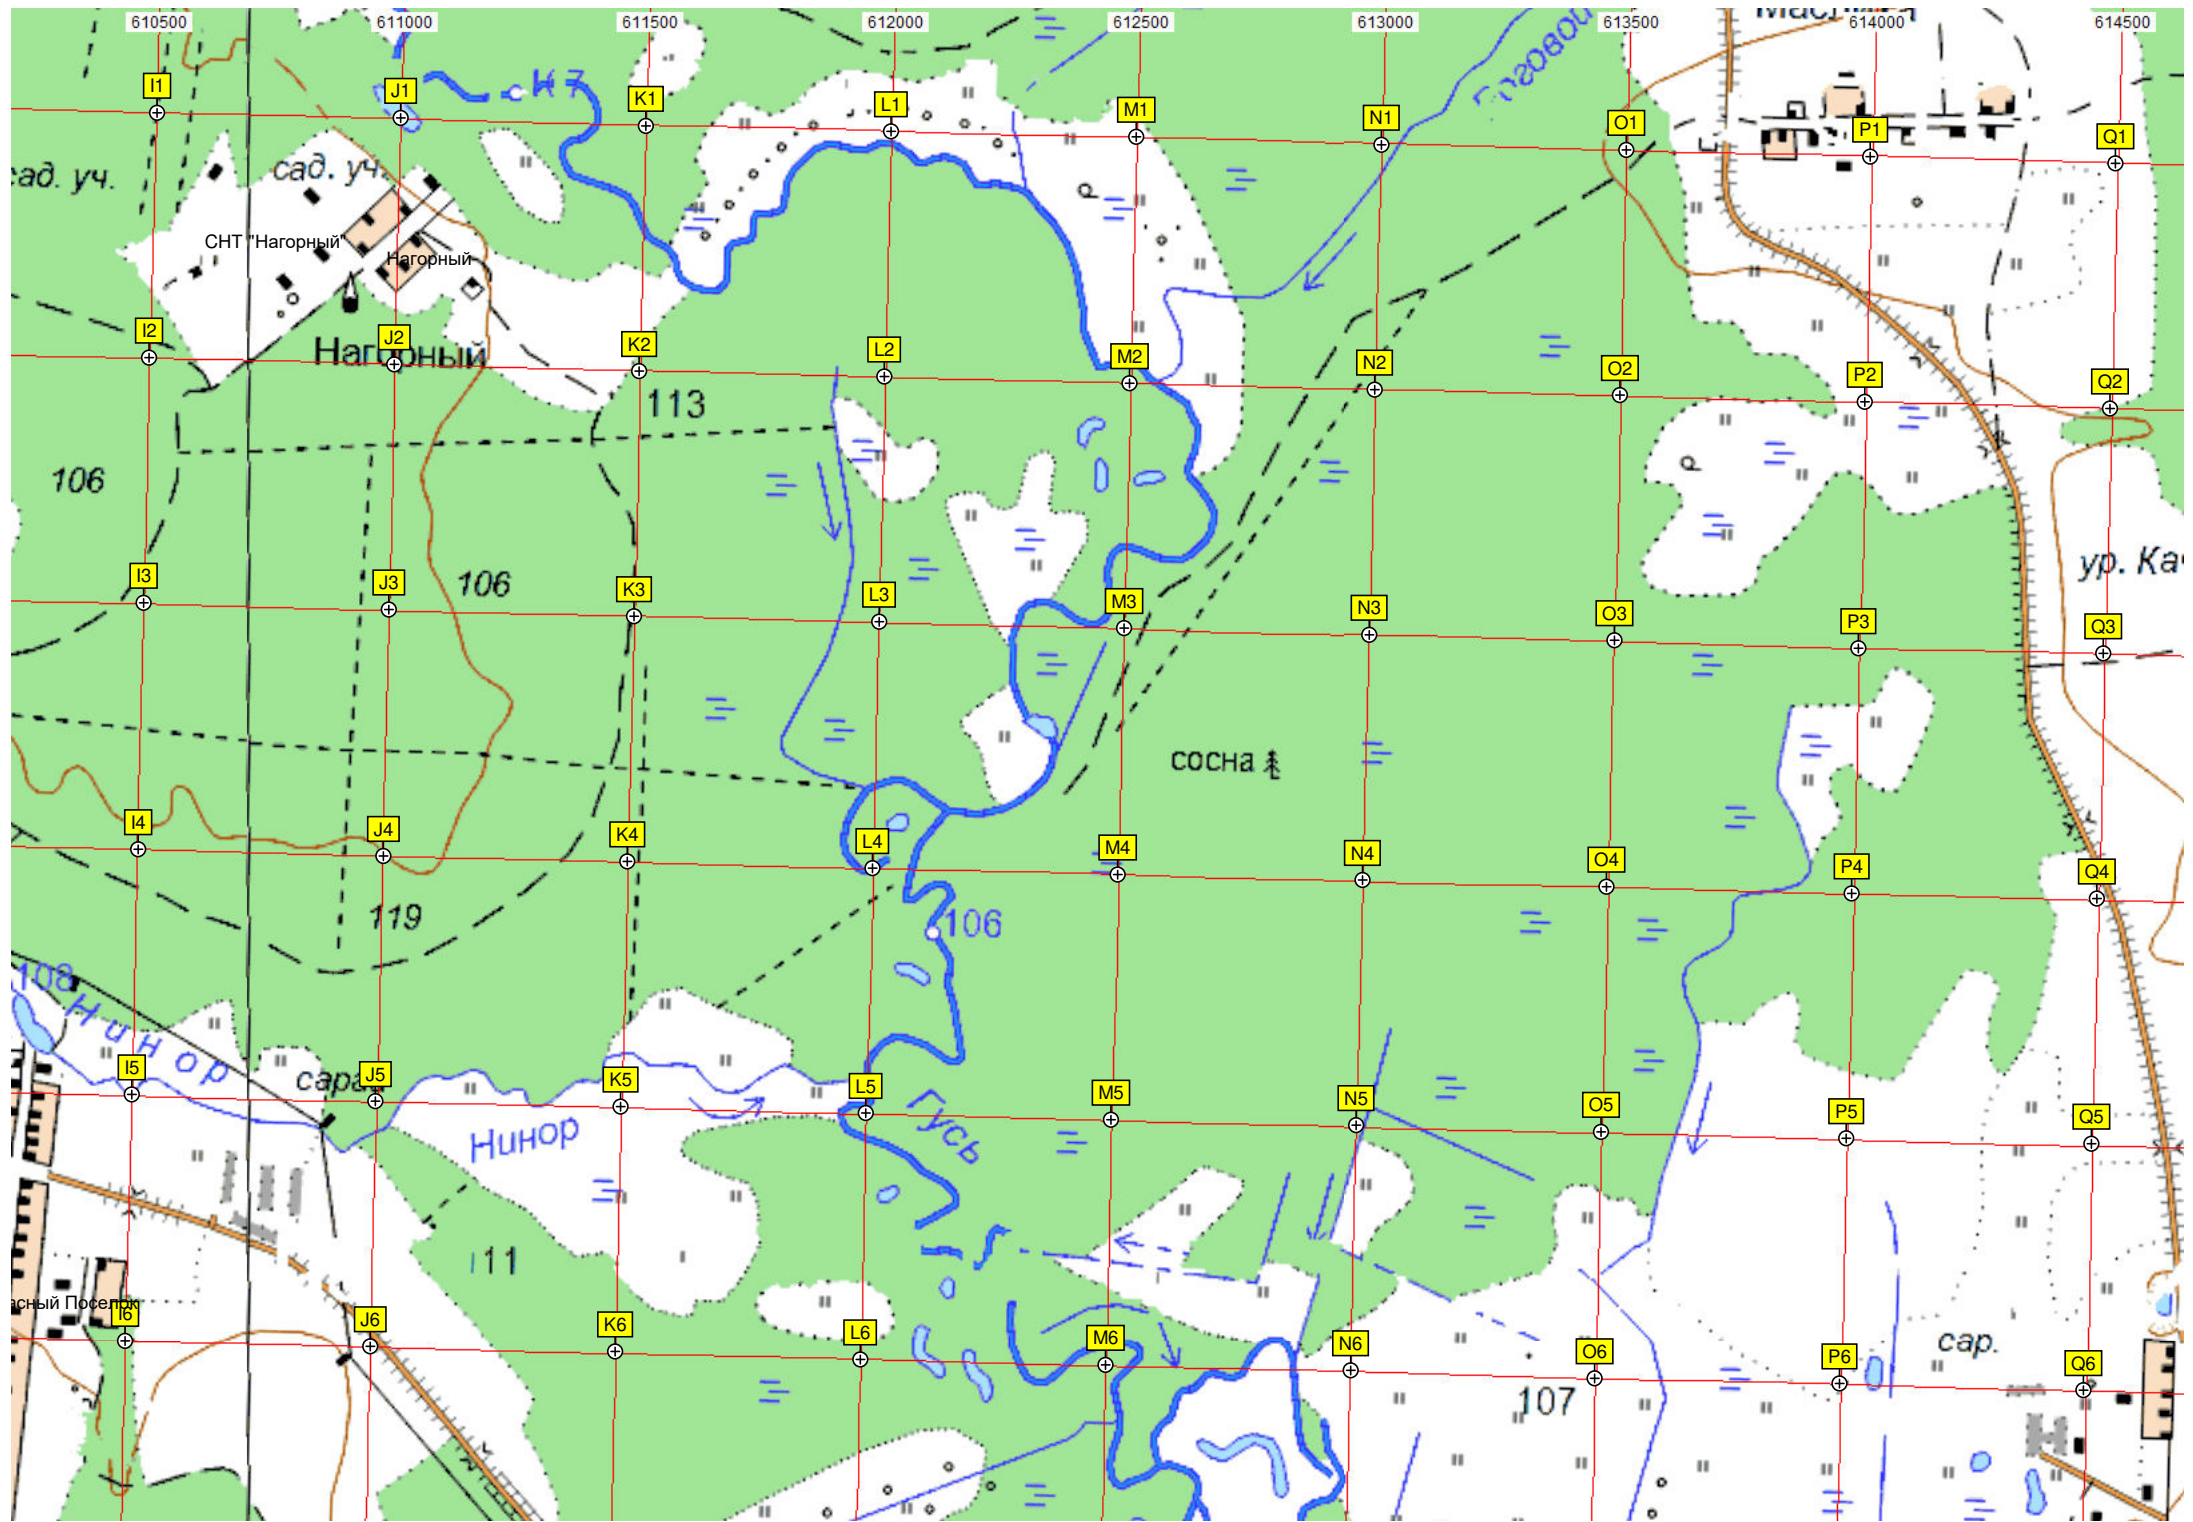 610500 611000 611500 612000 612500 613000 613500 614000 614500
I1 J1 K1 L1 M1 N1 O1 P1 Q1
К 7
сад. уч.
СНТ "Нагорный"
Нагорный
I2 J2 K2 L2 M2 N2 O2 P2 Q2
Нагорный
113
Р
Р
106
I3 J3 K3 L3 M3 N3 O3 P3 Q3
106
ур.
сосна
I4 J4 K4 L4 M4 N4 O4 P4 Q4
119
106
108
Нинор
I5 J5 K5 L5 M5 N5 O5 P5 Q5
Нинор
Гусь
11
I6 J6 K6 L6 M6 N6 O6 P6 Q6
сар.
107